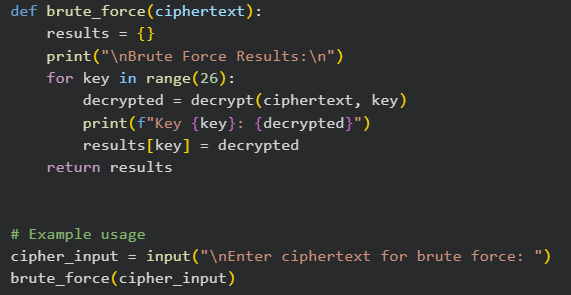 def brute_force(ciphertext):
    results = {}
    print("\nBrute Force Results:\n")
    for key in range(26):
        decrypted = decrypt(ciphertext, key)
        print(f"Key {key}: {decrypted}")
        results[key] = decrypted
    return results
# Example usage
cipher_input = input("\nEnter ciphertext for brute force: ")
brute_force(cipher_input)